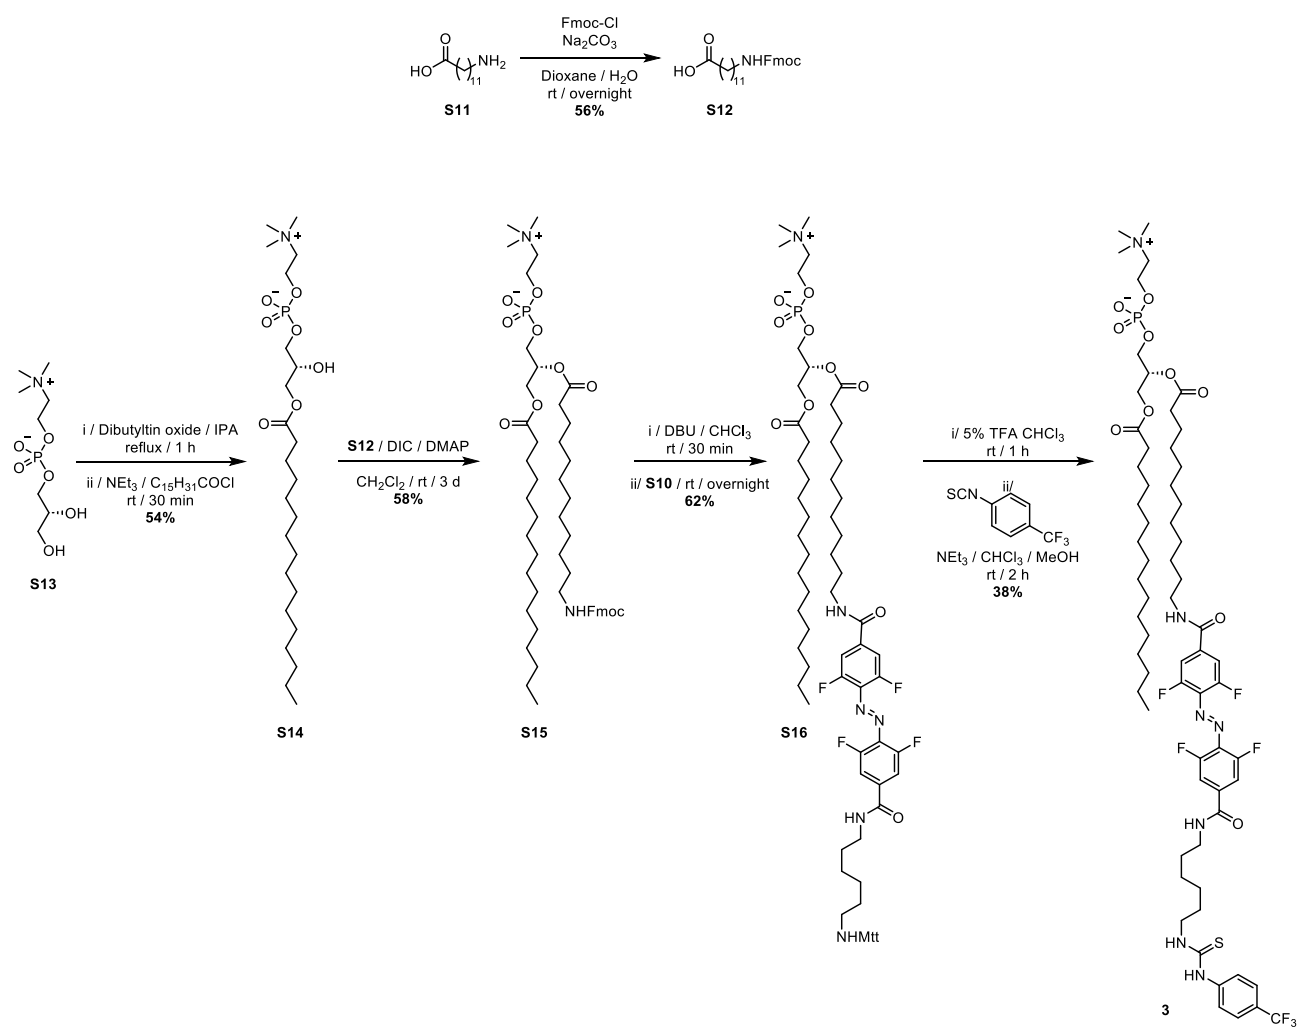 Fmoc-Cl
Na2CO3
Dioxane / H2O
rt / overnight
56%
O
HO
NH2
11
S11
O
HO
NHFmoc
11
S12
N+
O
O−
P
O
O
OH
OH
S13
i / Dibutyltin oxide / IPA
reflux / 1 h
ii / NEt3 / C15H31COCl
rt / 30 min
54%
N+
O
O−
P
O
O
OH
O
O
S14
S12 / DIC / DMAP
CH2Cl2 / rt / 3 d
58%
N+
O
O−
P
O
O
O
O
O
O
NHFmoc
S15
i / DBU / CHCl3
rt / 30 min
ii/ S10 / rt / overnight
62%
N+
O
O−
P
O
O
O
O
O
O
HN
O
F
F
N
N
F
F
HN
O
NHMtt
S16
i/ 5% TFA CHCl3
rt / 1 h
ii/
SCN
CF3
NEt3 / CHCl3 / MeOH
rt / 2 h
38%
N+
O
O−
P
O
O
O
O
O
O
HN
O
F
F
N
N
F
F
HN
O
HN
S
HN
CF3
3